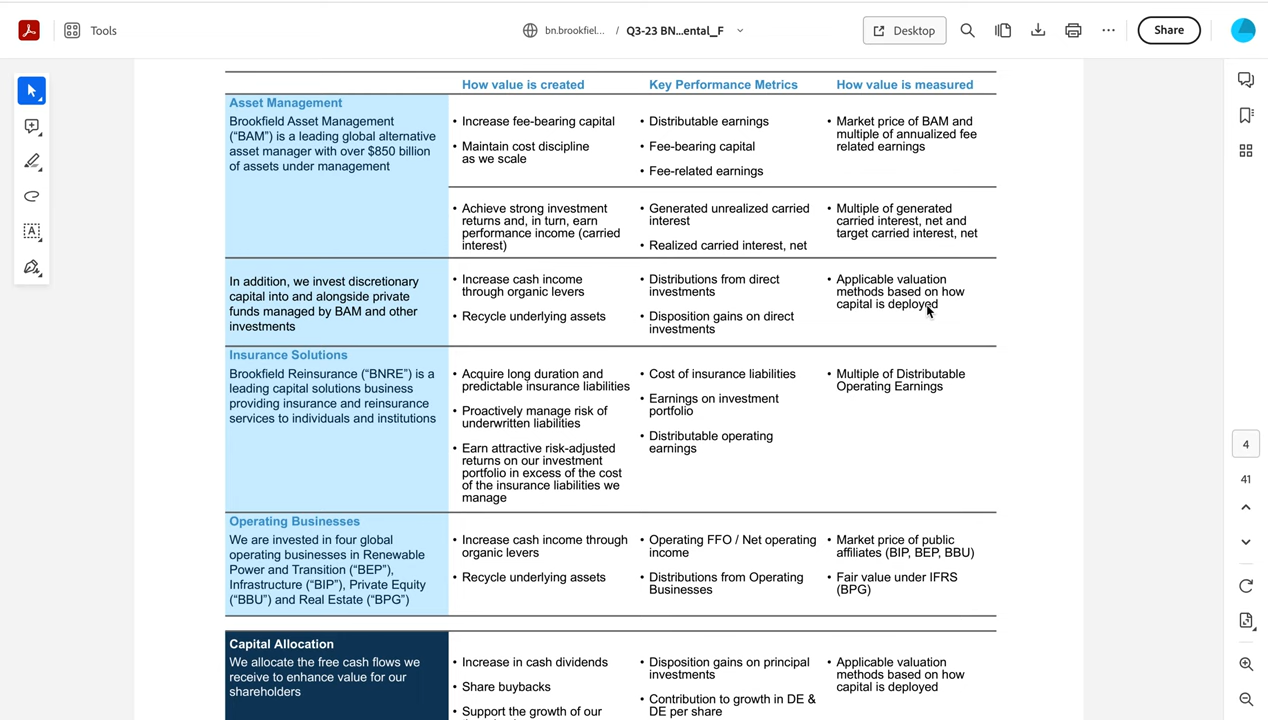 Tools
bn.brookfiel... / Q3-23 BN...ental_F
Desktop
Share
How value is created
Key Performance Metrics
How value is measured
Asset Management
Brookfield Asset Management
(“BAM”) is a leading global alternative
asset manager with over $850 billion
of assets under management
• Increase fee-bearing capital
• Maintain cost discipline
as we scale
• Distributable earnings
• Fee-bearing capital
• Fee-related earnings
• Market price of BAM and
multiple of annualized fee
related earnings
• Achieve strong investment
returns and, in turn, earn
performance income (carried
interest)
• Generated unrealized carried
interest
• Realized carried interest, net
• Multiple of generated
carried interest, net and
target carried interest, net
In addition, we invest discretionary
capital into and alongside private
funds managed by BAM and other
investments
• Increase cash income
through organic levers
• Recycle underlying assets
• Distributions from direct
investments
• Disposition gains on direct
investments
• Applicable valuation
methods based on how
capital is deployed
Insurance Solutions
Brookfield Reinsurance (“BNRE”) is a
leading capital solutions business
providing insurance and reinsurance
services to individuals and institutions
• Acquire long duration and
predictable insurance liabilities
• Proactively manage risk of
underwritten liabilities
• Earn attractive risk-adjusted
returns on our investment
portfolio in excess of the cost
of the insurance liabilities we
manage
• Cost of insurance liabilities
• Earnings on investment
portfolio
• Distributable operating
earnings
• Multiple of Distributable
Operating Earnings
Operating Businesses
We are invested in four global
operating businesses in Renewable
Power and Transition (“BEP”),
Infrastructure (“BIP”), Private Equity
(“BBU”) and Real Estate (“BPG”)
• Increase cash income through
organic levers
• Recycle underlying assets
• Operating FFO / Net operating
income
• Distributions from Operating
Businesses
• Market price of public
affiliates (BIP, BEP, BBU)
• Fair value under IFRS
(BPG)
Capital Allocation
We allocate the free cash flows we
receive to enhance value for our
shareholders
• Increase in cash dividends
• Share buybacks
• Support the growth of our
• Disposition gains on principal
investments
• Contribution to growth in DE &
DE per share
• Applicable valuation
methods based on how
capital is deployed
4
41